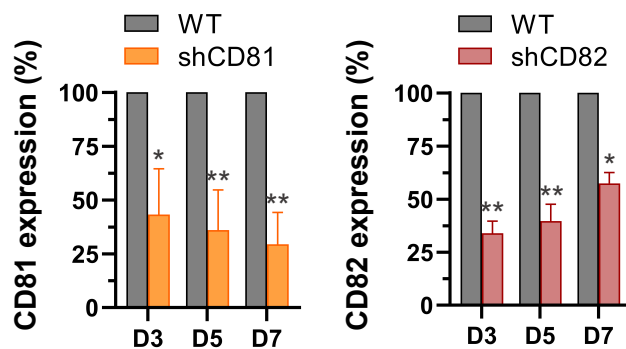 WT
shCD81
CD81 expression (%)
100
75
50
25
0
*
**
**
D3
D5
D7
WT
shCD82
CD82 expression (%)
100
75
50
25
0
**
**
*
D3
D5
D7